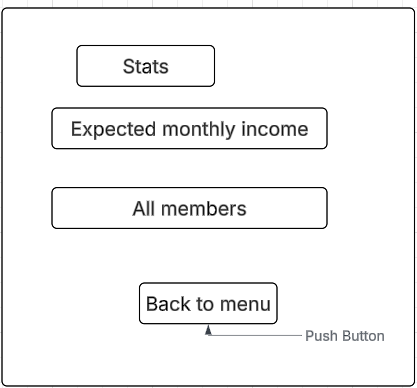 Stats
Expected monthly income
All members
Back to menu
Push Button